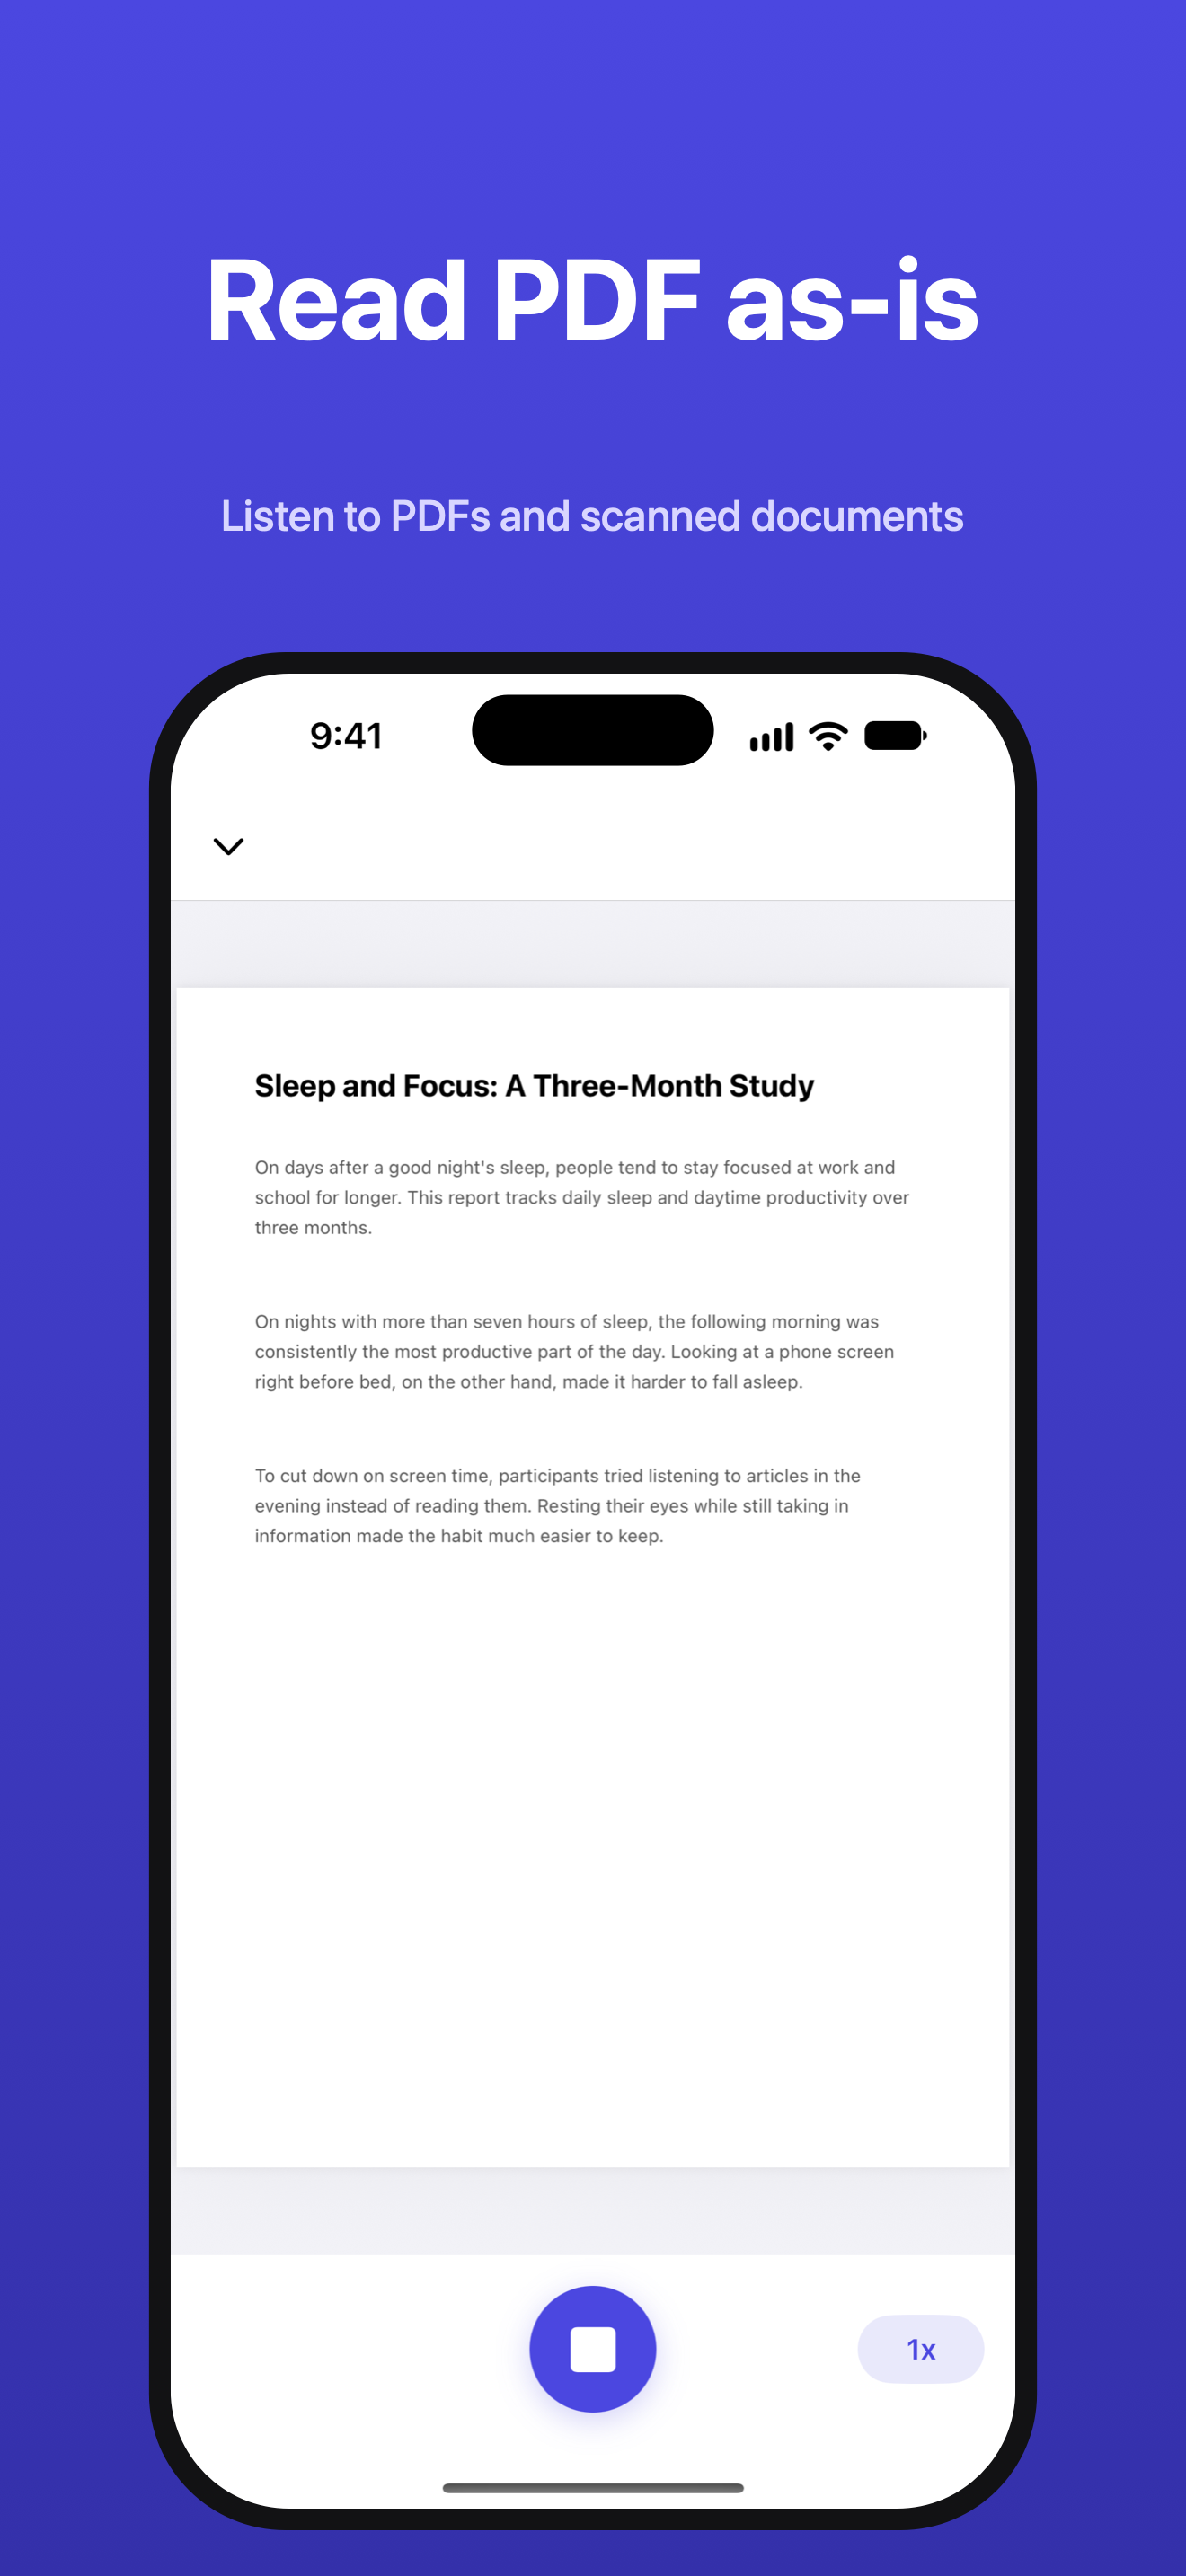 Read PDF as-is
Listen to PDFs and scanned documents
9:41
Sleep and Focus: A Three-Month Study
On days after a good night's sleep, people tend to stay focused at work and
school for longer. This report tracks daily sleep and daytime productivity over
three months.
On nights with more than seven hours of sleep, the following morning was
consistently the most productive part of the day. Looking at a phone screen
right before bed, on the other hand, made it harder to fall asleep.
To cut down on screen time, participants tried listening to articles in the
evening instead of reading them. Resting their eyes while still taking in
information made the habit much easier to keep.
1x